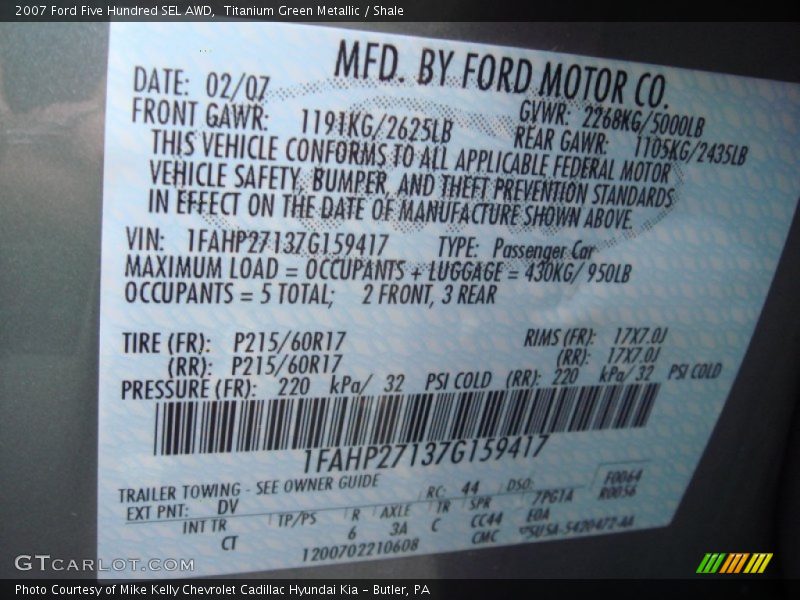 2007 Ford Five Hundred SEL AWD,  Titanium Green Metallic / Shale
MFD. BY FORD MOTOR CO.
DATE: 02/07 GVWR: 2268KG/5000LB
FRONT GAWR: 1191KG/2625LB REAR GAWR: 1105KG/2435LB
THIS VEHICLE CONFORMS TO ALL APPLICABLE FEDERAL MOTOR
VEHICLE SAFETY, BUMPER, AND THEFT PREVENTION STANDARDS
IN EFFECT ON THE DATE OF MANUFACTURE SHOWN ABOVE.
VIN: 1FAHP27137G159417 TYPE: Passenger Car
MAXIMUM LOAD = OCCUPANTS + LUGGAGE = 430KG/ 950LB
OCCUPANTS = 5 TOTAL; 2 FRONT, 3 REAR
TIRE (FR): P215/60R17 RIMS (FR): 17X7.0J
(RR): P215/60R17 (RR): 17X7.0J
PRESSURE (FR): 220 kPa/ 32 PSI COLD (RR): 220 kPa/ 32 PSI COLD
1FAHP27137G159417
TRAILER TOWING - SEE OWNER GUIDE
EXT PNT: DV RC: 44 DSO: F0064
R0056
INT TR TP/PS R AXLE TR SPR 7PGTA
CT 6 3A C CC44 EOA
CMC 5U5A-5420472-AA
1200702210608
GTCarLot.com
Photo Courtesy of Mike Kelly Chevrolet Cadillac Hyundai Kia – Butler, PA